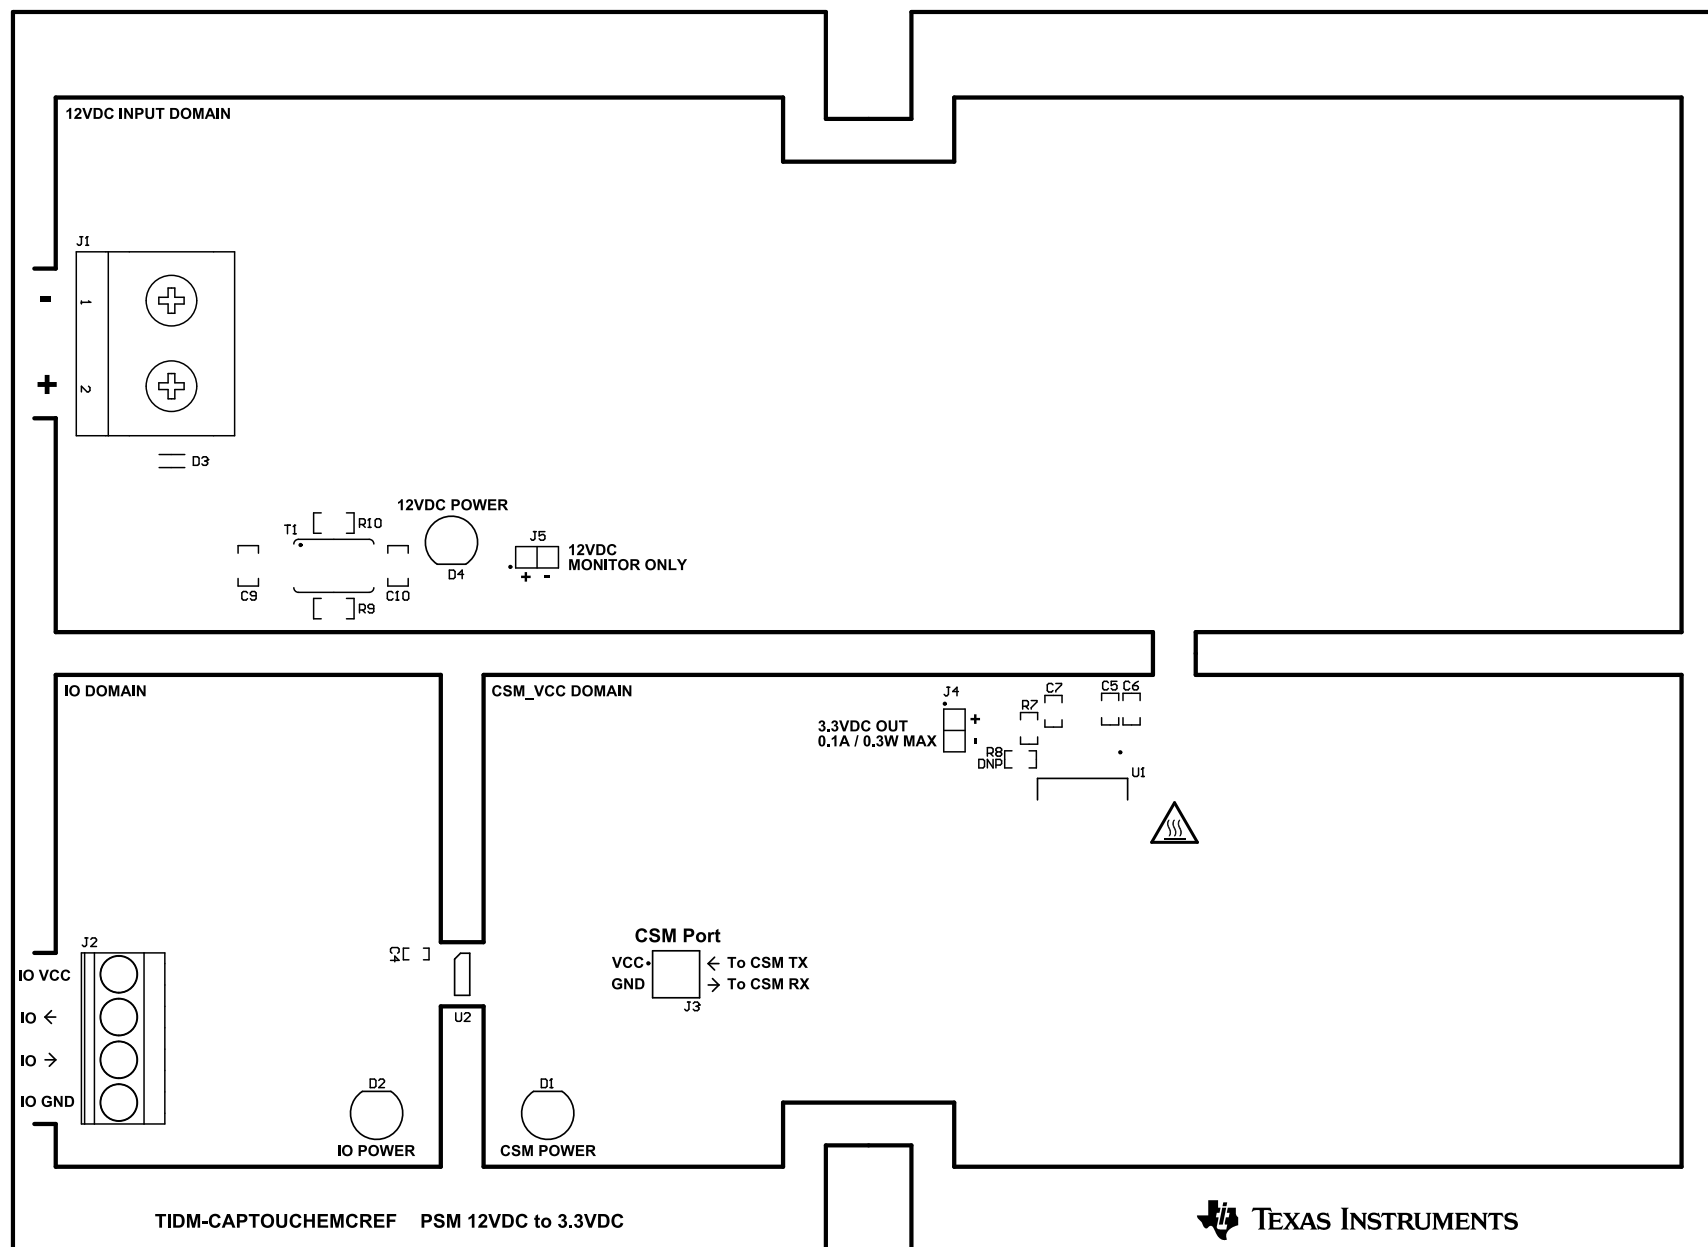 12VDC INPUT DOMAIN
J1
- 1
+ 2
D3
12VDC POWER
T1
R10
J5
12VDC
MONITOR ONLY
+ -
D4
C9
C10
R9
IO DOMAIN
CSM_VCC DOMAIN
J4
C7
C5 C6
R7
3.3VDC OUT
0.1A / 0.3W MAX
+
-
R8
DNP
U1
J2
C4
CSM Port
IO VCC
VCC
← To CSM TX
GND
→ To CSM RX
J3
IO ←
U2
IO →
IO GND
D2
D1
IO POWER
CSM POWER
TIDM-CAPTOUCHEMCREF PSM 12VDC to 3.3VDC
TEXAS INSTRUMENTS